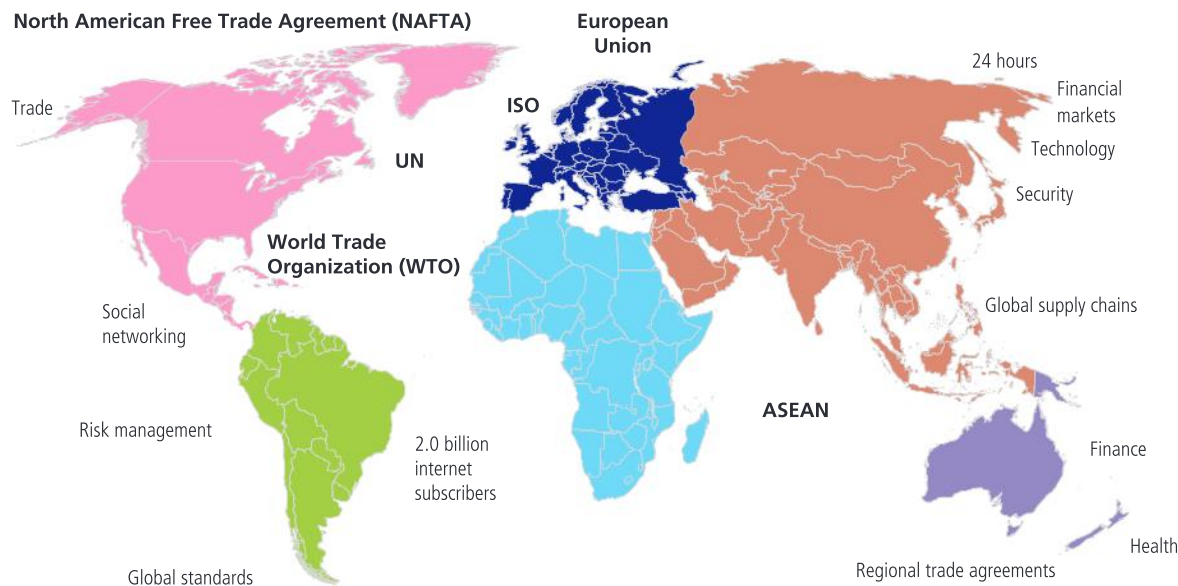 North American Free Trade Agreement (NAFTA)
European
Union
24 hours
Financial
markets
Trade
ISO
Technology
UN
Security
World Trade
Organization (WTO)
Social
networking
Global supply chains
ASEAN
Risk management
2.0 billion
internet
subscribers
Finance
Health
Regional trade agreements
Global standards